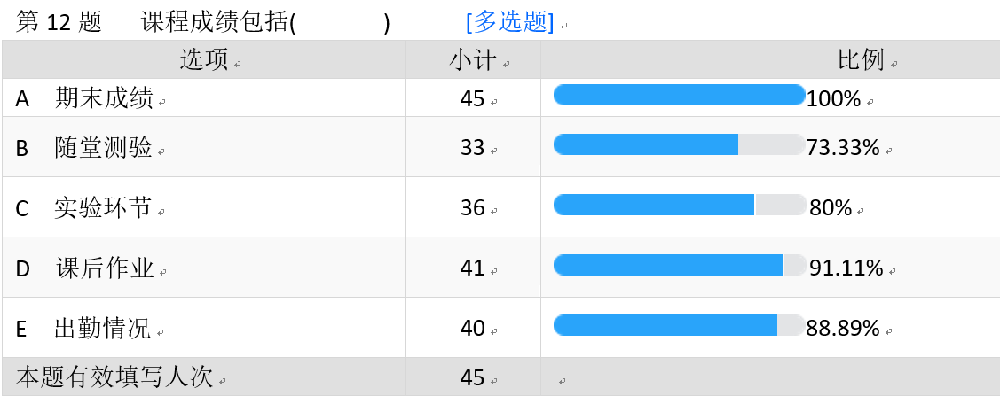 第 12 题 课程成绩包括( ) [多选题]
选项 小计 比例
A 期末成绩 45 100%
B 随堂测验 33 73.33%
C 实验环节 36 80%
D 课后作业 41 91.11%
E 出勤情况 40 88.89%
本题有效填写人次 45